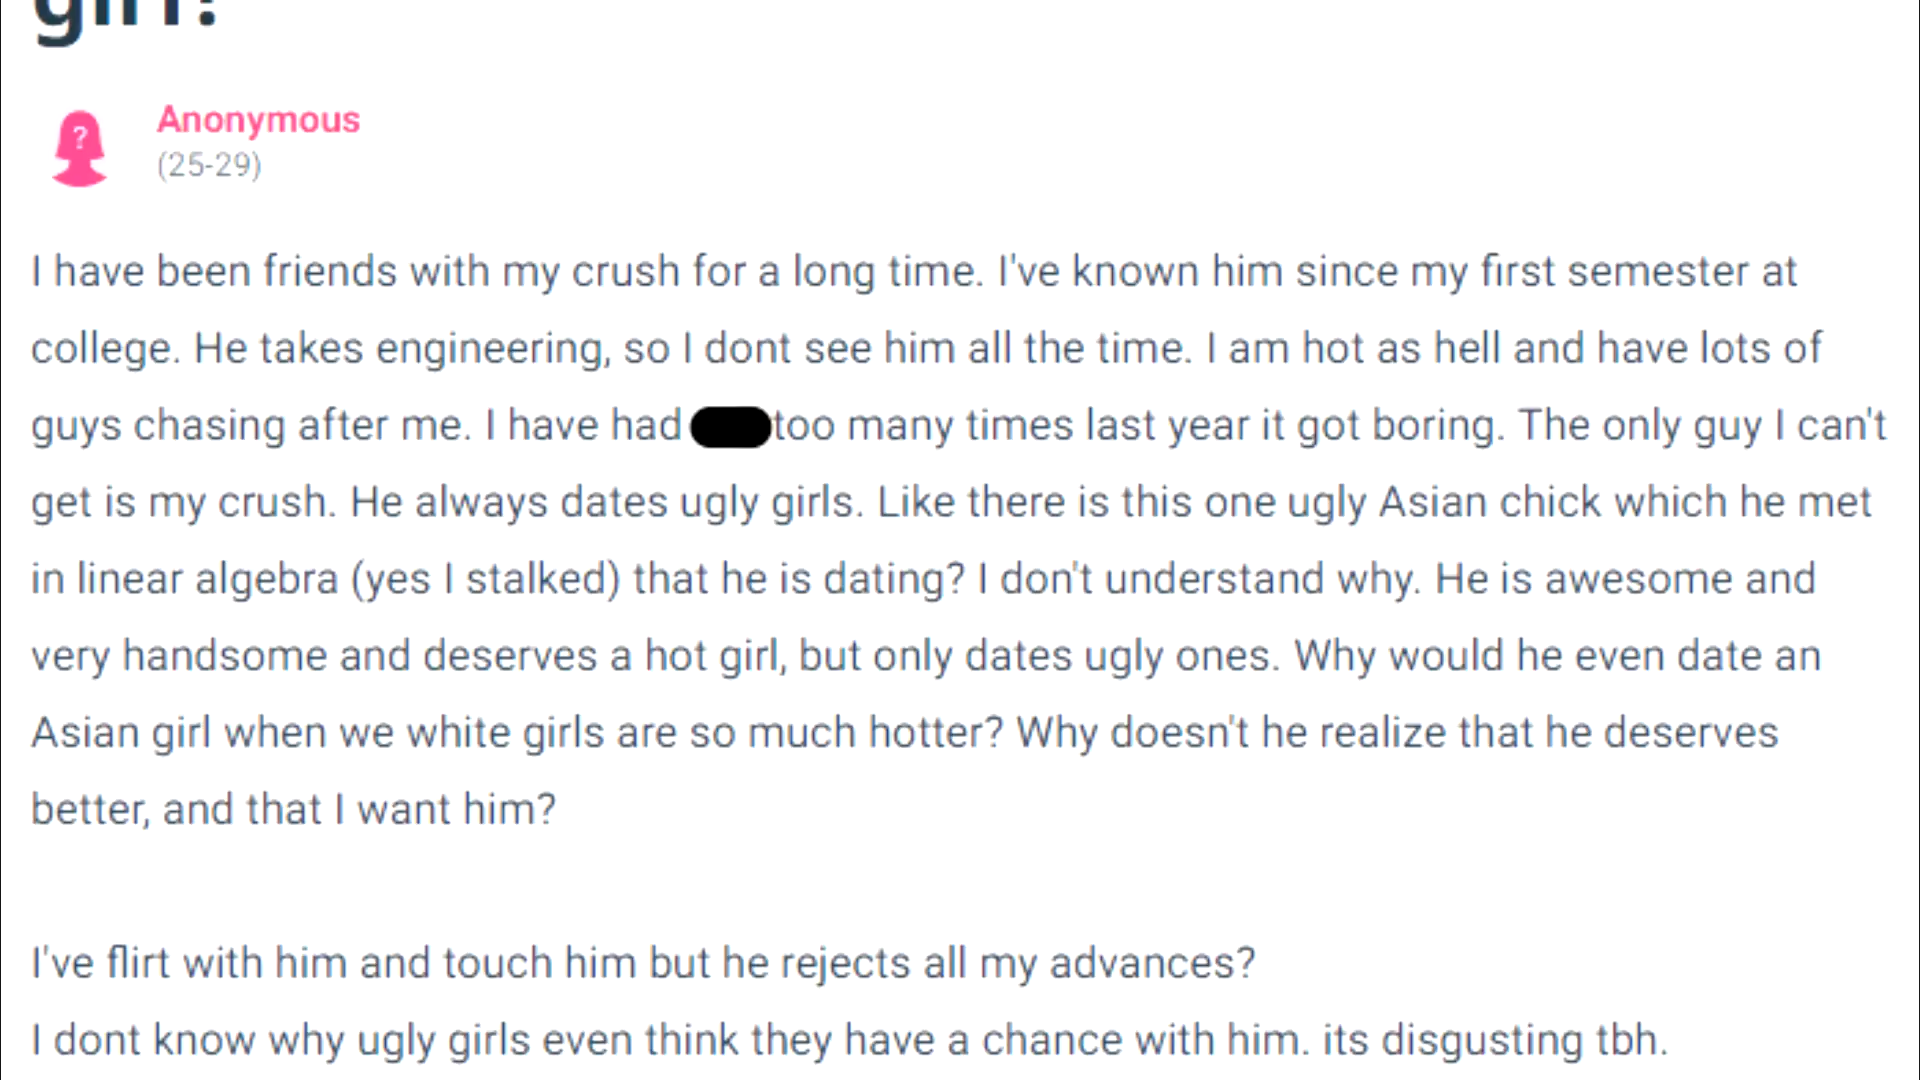 girl?
?
Anonymous
(25-29)
I have been friends with my crush for a long time. I've known him since my first semester at
college. He takes engineering, so I dont see him all the time. I am hot as hell and have lots of
guys chasing after me. I have had too many times last year it got boring. The only guy I can't
get is my crush. He always dates ugly girls. Like there is this one ugly Asian chick which he met
in linear algebra (yes I stalked) that he is dating? I don't understand why. He is awesome and
very handsome and deserves a hot girl, but only dates ugly ones. Why would he even date an
Asian girl when we white girls are so much hotter? Why doesn't he realize that he deserves
better, and that I want him?
I've flirt with him and touch him but he rejects all my advances?
I dont know why ugly girls even think they have a chance with him. its disgusting tbh.